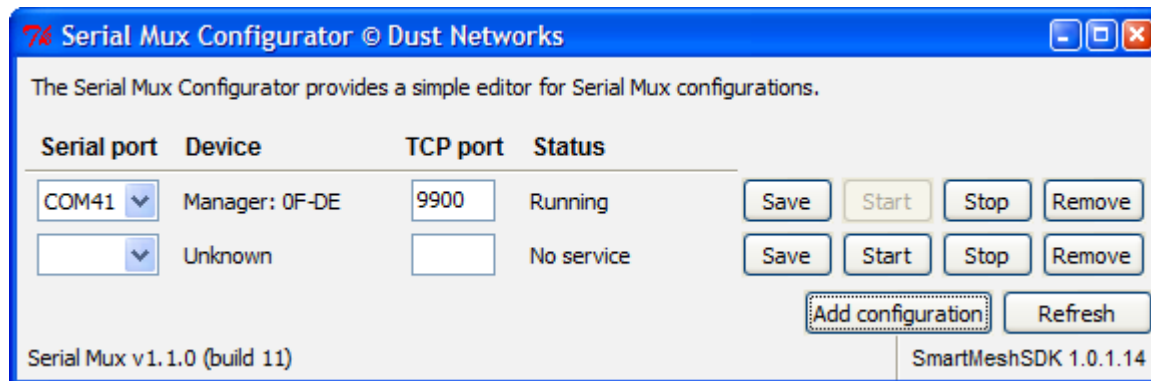 Serial Mux Configurator © Dust Networks
The Serial Mux Configurator provides a simple editor for Serial Mux configurations.
Serial port Device TCP port Status
COM41 Manager: 0F-DE 9900 Running Save Start Stop Remove
Unknown No service Save Start Stop Remove
Add configuration Refresh
Serial Mux v1.1.0 (build 11) SmartMeshSDK 1.0.1.14